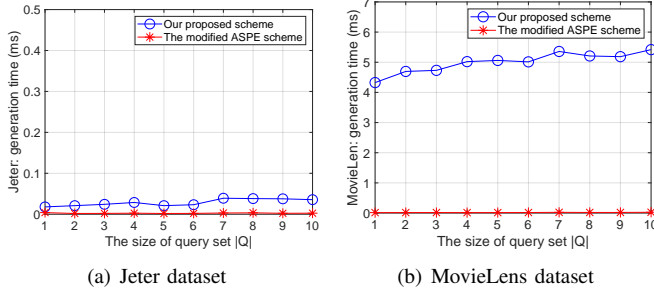 Jeter: generation time (ms)
0.5
0.4
0.3
0.2
0.1
0
Our proposed scheme
The modified ASPE scheme
1 2 3 4 5 6 7 8 9 10
The size of query set |Q|
(a) Jeter dataset
MovieLen: generation time (ms)
7
6
5
4
3
2
1
0
Our proposed scheme
The modified ASPE scheme
1 2 3 4 5 6 7 8 9 10
The size of query set |Q|
(b) MovieLens dataset